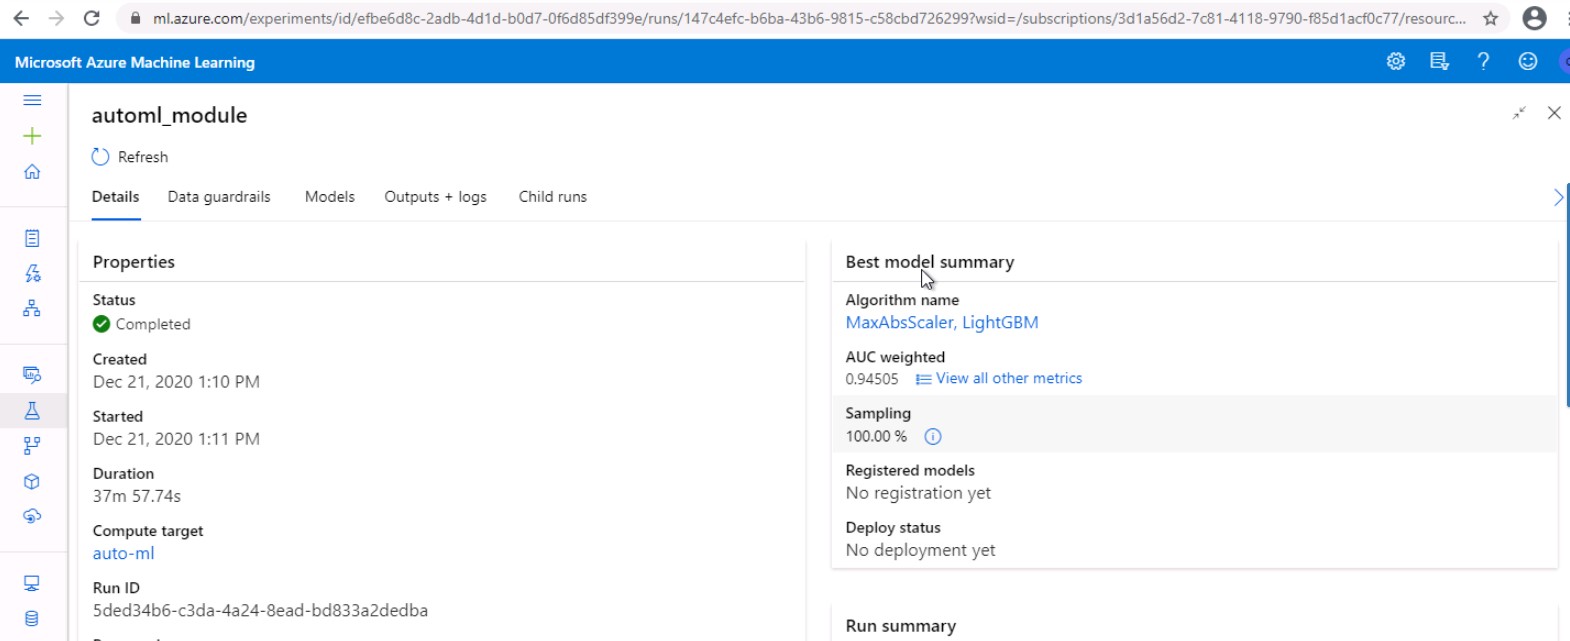 ml.azure.com/experiments/id/efbe6d8c-2adb-4d1d-b0d7-0f6d85df399e/runs/147c4efc-b6ba-43b6-9815-c58cbd726299?wsid=/subscriptions/3d1a56d2-7c81-4118-9790-f85d1acf0c77/resourc...
Microsoft Azure Machine Learning
automl_module
Refresh
Details Data guardrails Models Outputs + logs Child runs
Properties
Status
Completed
Created
Dec 21, 2020 1:10 PM
Started
Dec 21, 2020 1:11 PM
Duration
37m 57.74s
Compute target
auto-ml
Run ID
5ded34b6-c3da-4a24-8ead-bd833a2dedba
Best model summary
Algorithm name
MaxAbsScaler, LightGBM
AUC weighted
0.94505 View all other metrics
Sampling
100.00 %
Registered models
No registration yet
Deploy status
No deployment yet
Run summary